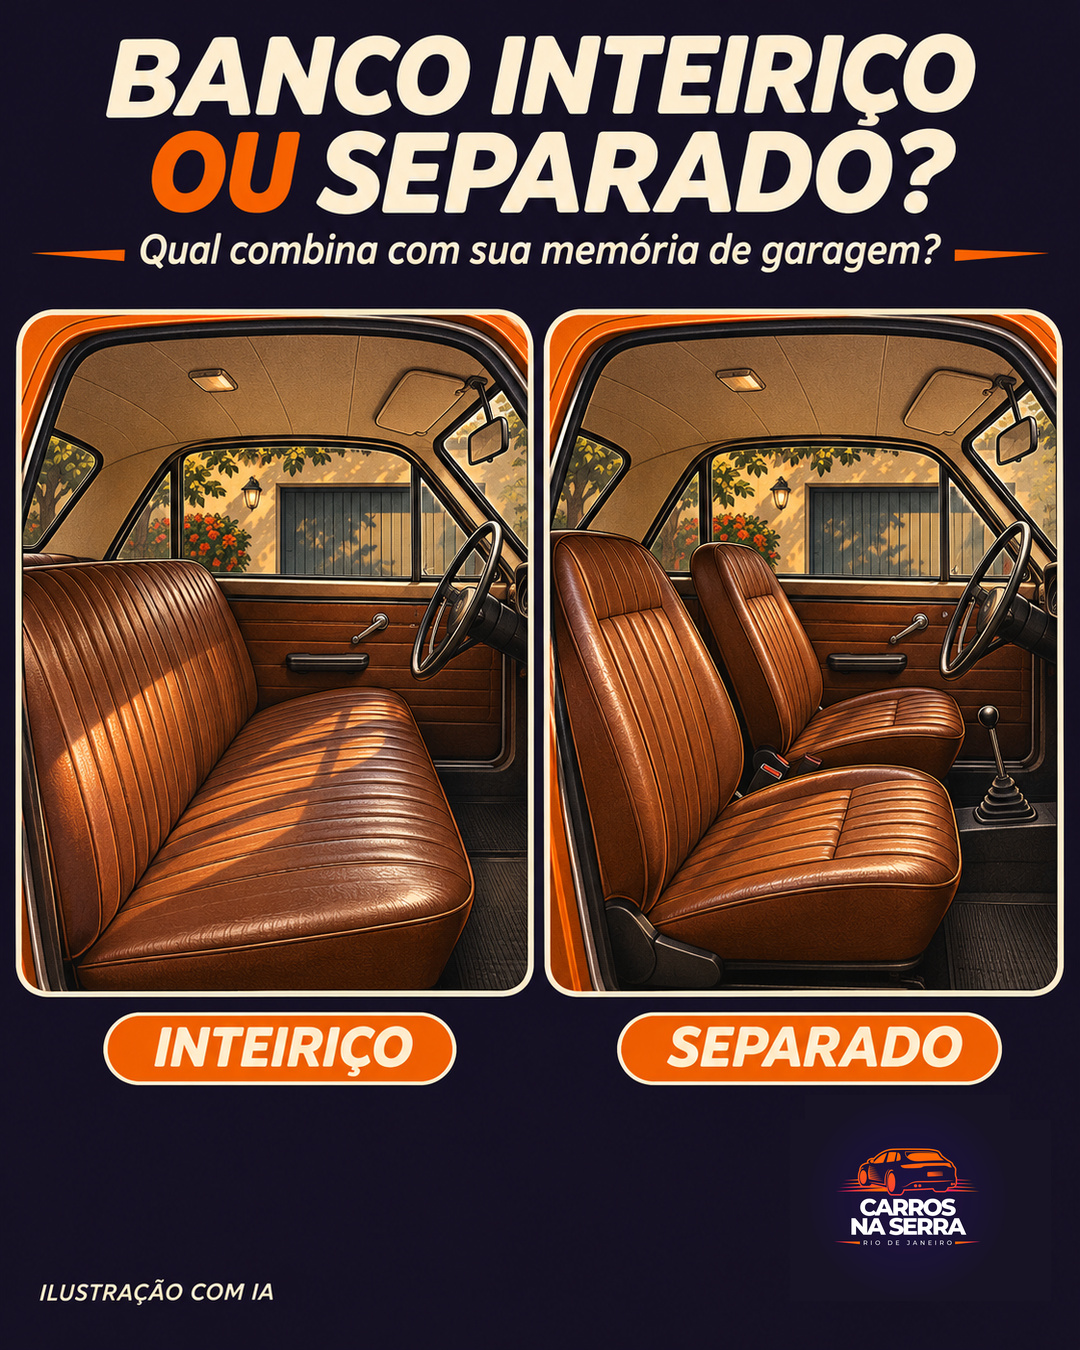 BANCO INTEIRIÇO
OU SEPARADO?
Qual combina com sua memória de garagem?
INTEIRIÇO
SEPARADO
CARROS
NA SERRA
RIO DE JANEIRO
ILUSTRAÇÃO COM IA